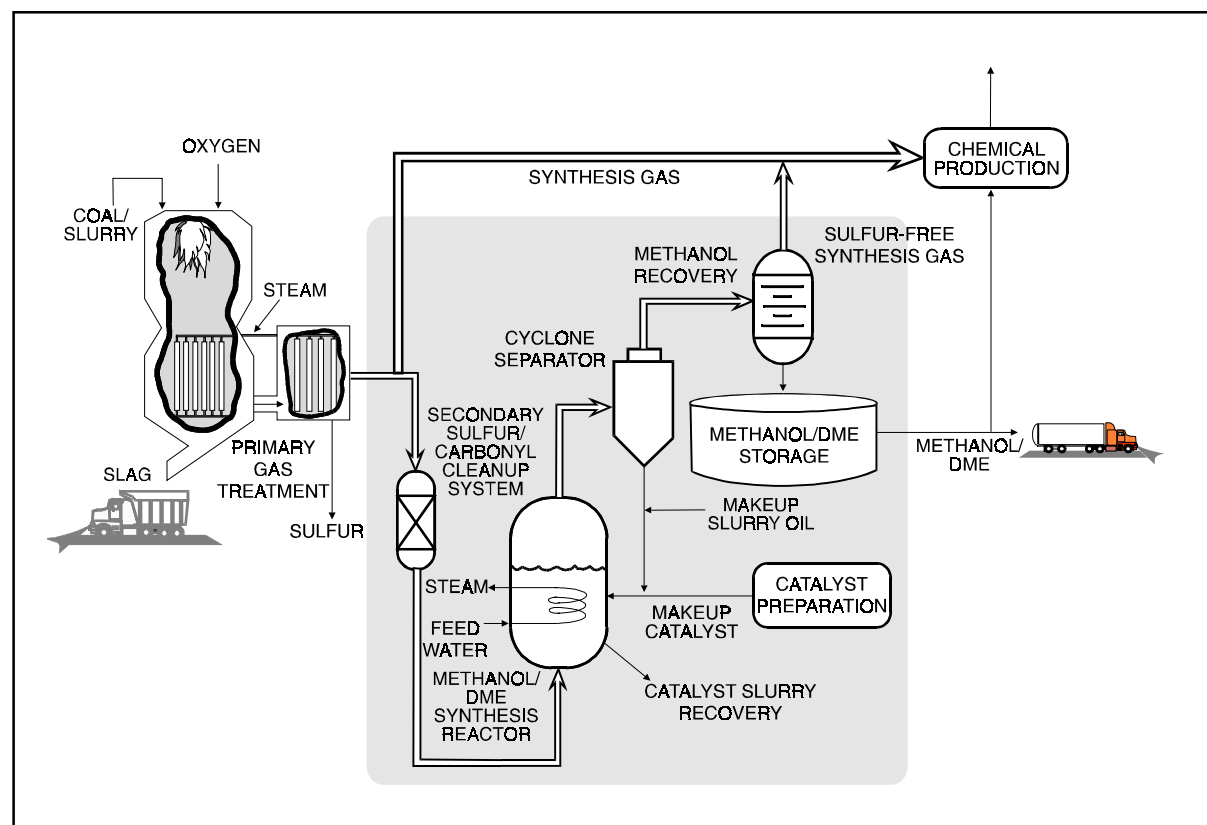 OXYGEN
COAL/
SLURRY
STEAM
SLAG
PRIMARY
GAS
TREATMENT
SULFUR
SYNTHESIS GAS
CHEMICAL
PRODUCTION
SULFUR-FREE
SYNTHESIS GAS
METHANOL
RECOVERY
CYCLONE
SEPARATOR
SECONDARY
SULFUR/
CARBONYL
CLEANUP
SYSTEM
METHANOL/DME
STORAGE
METHANOL/
DME
MAKEUP
SLURRY OIL
STEAM
FEED
WATER
MAKEUP
CATALYST
CATALYST
PREPARATION
METHANOL/
DME
SYNTHESIS
REACTOR
CATALYST SLURRY
RECOVERY